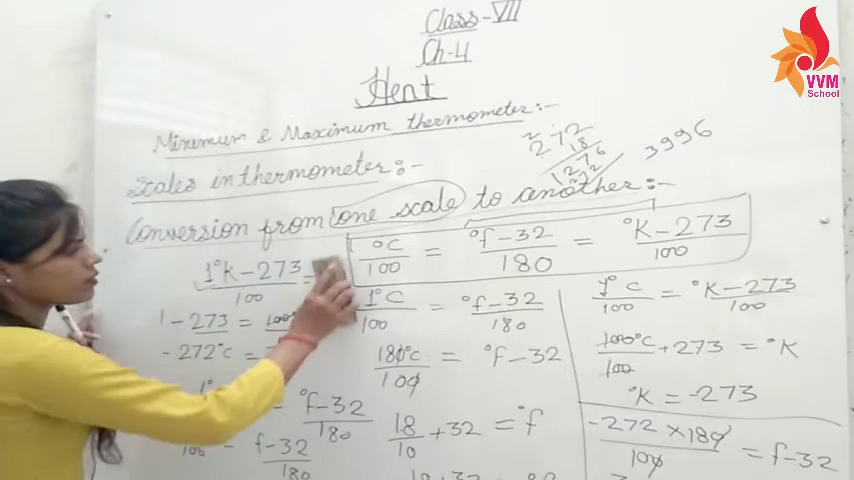 Class-VII
Ch-4
Heat
VVM
School
Minimum & Maximum thermometer:-
272
18
3996
Scales in thermometer:-
Conversion from one scale to another:-
°C/100 = °f-32/180 = °K-273/100
1°K-273/100 =
1-273 =
-272°C =
°f-32/180
f-32/180
1°C/100 = °f-32/180
180°C/100 = °f-32
18/10 +32 = °f
1°C/100 = °K-273/100
100°C/100 +273 = °K
°K = -273
-272 ×180/100 = f-32